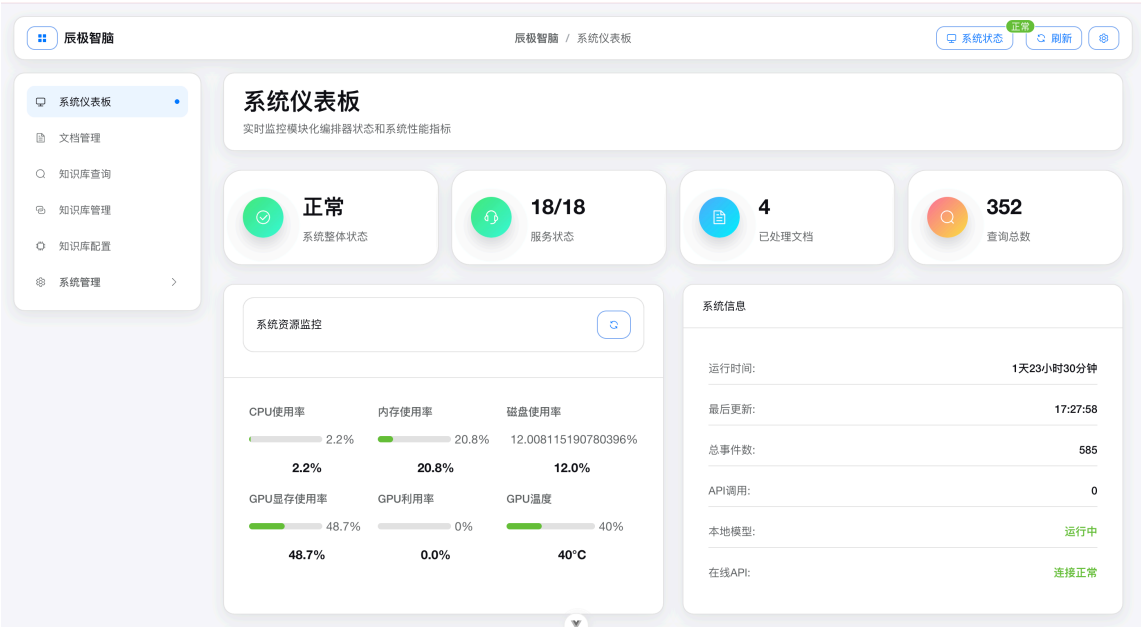 辰极智脑
辰极智脑 / 系统仪表板
系统状态
正常
刷新
系统仪表板
文档管理
知识库查询
知识库管理
知识库配置
系统管理
系统仪表板
实时监控模块化编排器状态和系统性能指标
正常
系统整体状态
18/18
服务状态
4
已处理文档
352
查询总数
系统资源监控
CPU使用率
2.2%
2.2%
内存使用率
20.8%
20.8%
磁盘使用率
12.008115190780396%
12.0%
GPU显存使用率
48.7%
48.7%
GPU利用率
0%
0.0%
GPU温度
40%
40°C
系统信息
运行时间: 1天23小时30分钟
最后更新: 17:27:58
总事件数: 585
API调用: 0
本地模型: 运行中
在线API: 连接正常